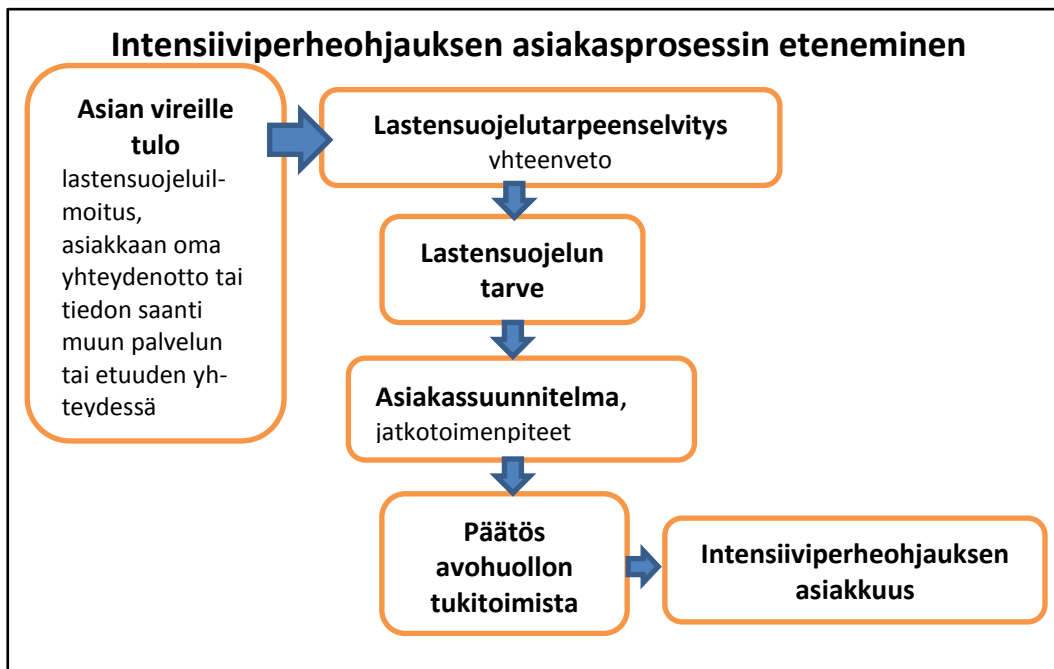 Intensiiviperheohjauksen asiakasprosessin eteneminen
Asian vireille
tulo
lastensuojeluil-
moitus,
asiakkaan oma
yhteydenotto tai
tiedon saanti
muun palvelun
tai etuuden yh-
teydessä
Lastensuojelutarpeenselvitys
yhteenveto
Lastensuojelun
tarve
Asiakassuunnitelma,
jatkotoimenpiteet
Päätös
avohuollon
tukitoimista
Intensiiviperheohjauksen
asiakkuus